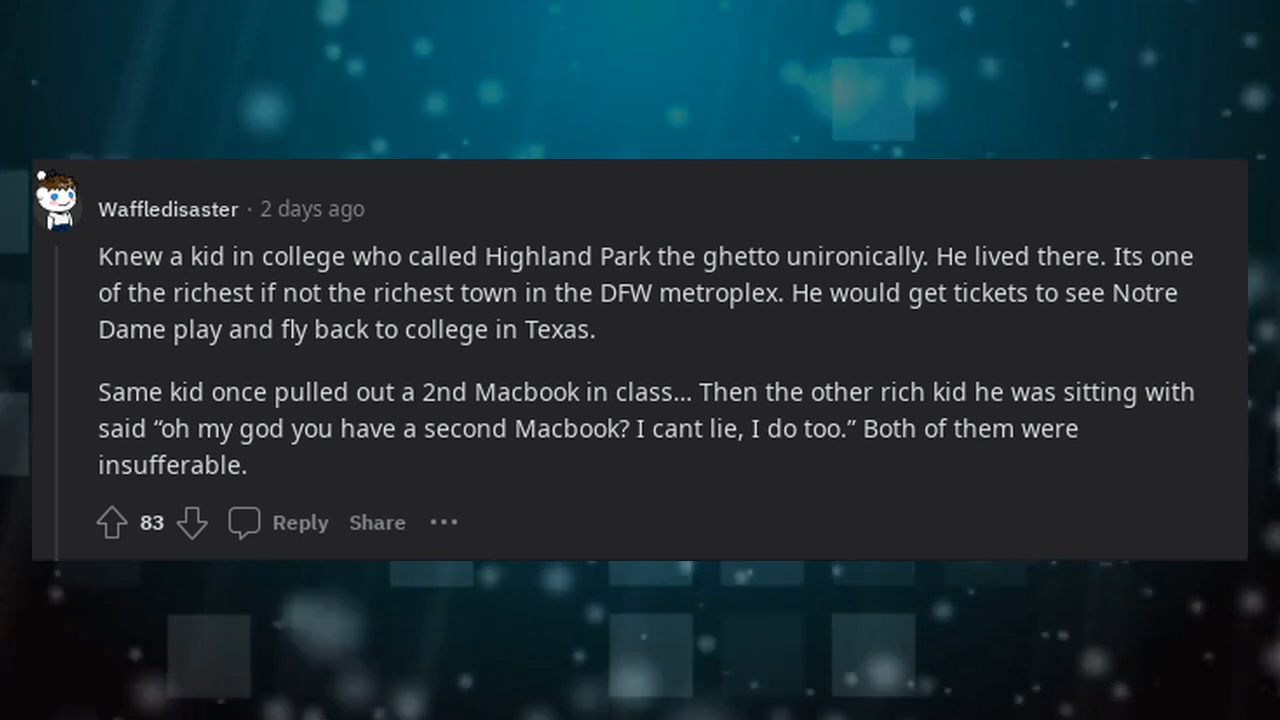 Waffledisaster · 2 days ago
Knew a kid in college who called Highland Park the ghetto unironically. He lived there. Its one
of the richest if not the richest town in the DFW metroplex. He would get tickets to see Notre
Dame play and fly back to college in Texas.
Same kid once pulled out a 2nd Macbook in class... Then the other rich kid he was sitting with
said “oh my god you have a second Macbook? I cant lie, I do too.” Both of them were
insufferable.
83 Reply Share ···